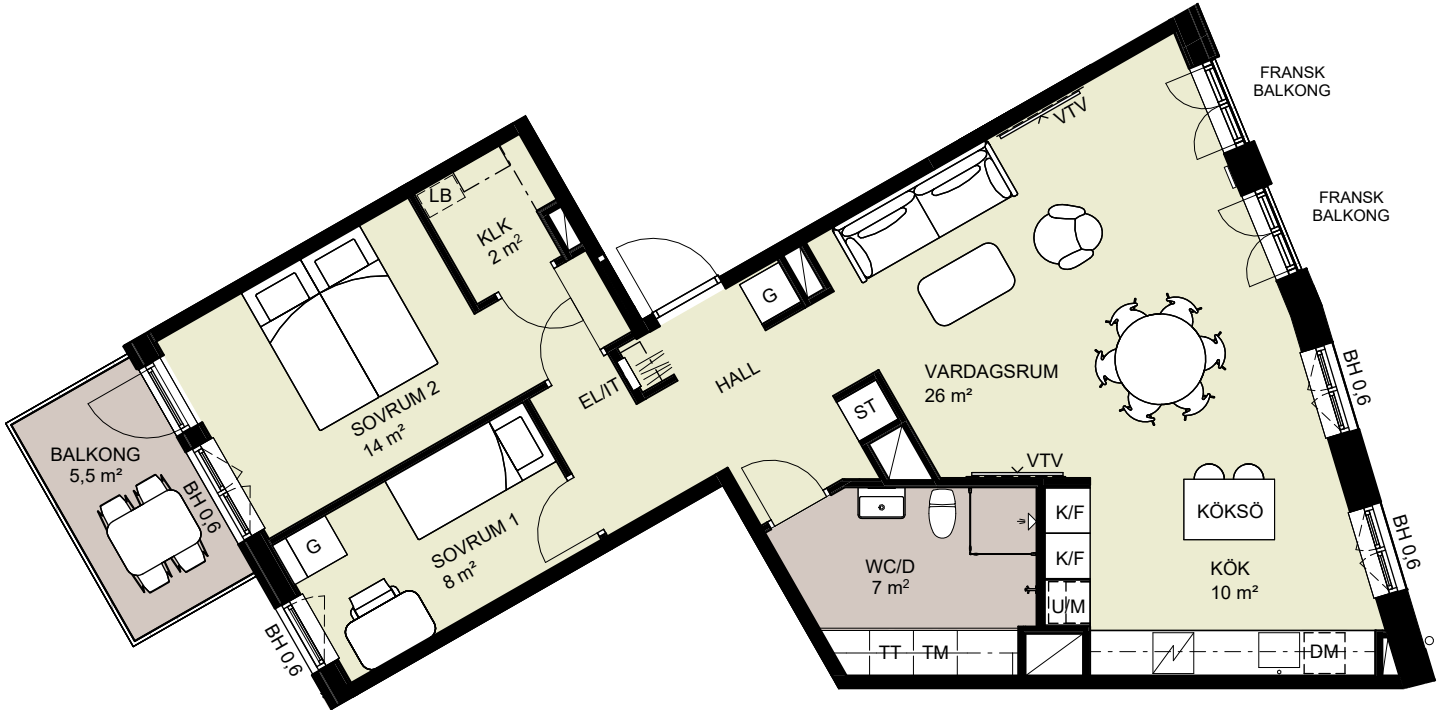 FRANSK
BALKONG
VTV
FRANSK
BALKONG
LB
KLK
2 m²
G
HALL
EL/IT
VARDAGSRUM
26 m²
BH 0,6
ST
SOVRUM 2
14 m²
BALKONG
5,5 m²
BH 0,6
VTV
K/F
KÖKSÖ
BH 0,6
G
SOVRUM 1
8 m²
K/F
WC/D
7 m²
KÖK
10 m²
U/M
BH 0,6
TT
TM
DM